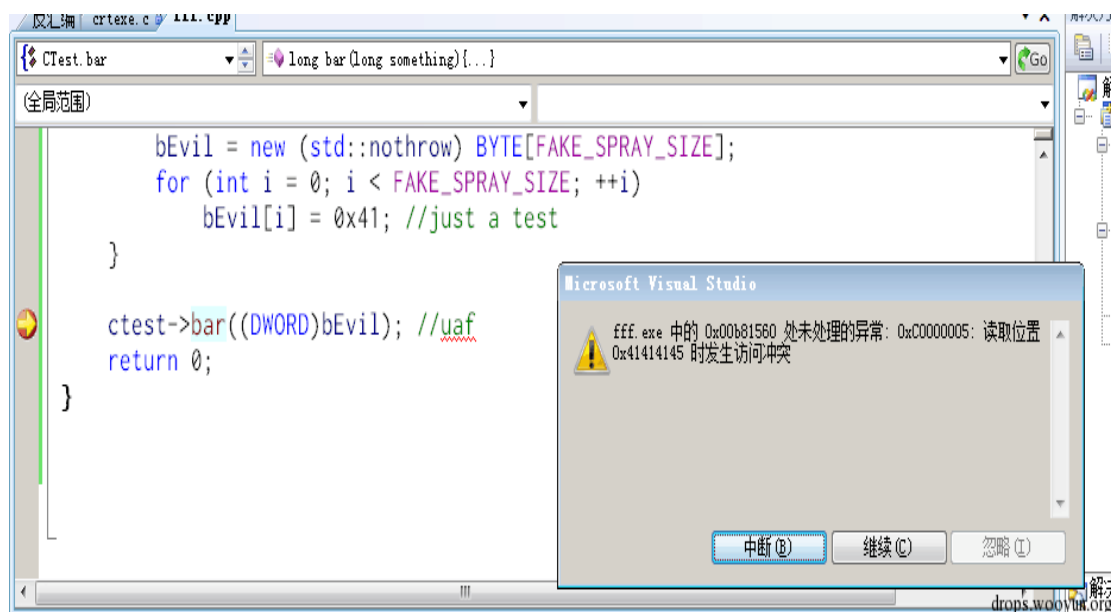 反汇编 crtexe.c fff.cpp
CTest.bar
long bar(long something){...}
Go
(全局范围)
bEvil = new (std::nothrow) BYTE[FAKE_SPRAY_SIZE];
for (int i = 0; i < FAKE_SPRAY_SIZE; ++i)
bEvil[i] = 0x41; //just a test
}
ctest->bar((DWORD)bEvil); //uaf
return 0;
}
Microsoft Visual Studio
fff.exe 中的 0x00b81560 处未处理的异常: 0xC0000005: 读取位置
0x41414145 时发生访问冲突
中断(B)
继续(C)
忽略(I)
drops.wooyun.org